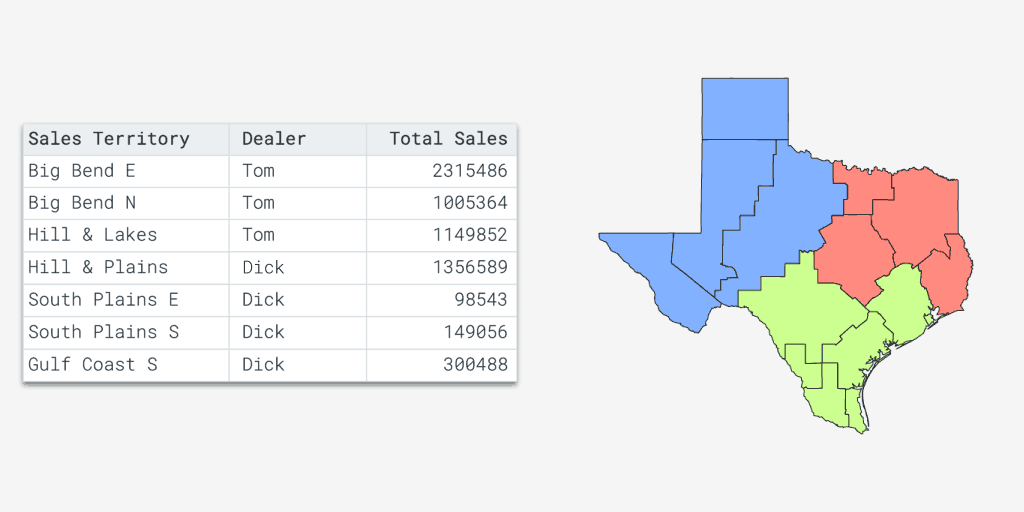 Sales Territory Dealer Total Sales
Big Bend E Tom 2315486
Big Bend N Tom 1005364
Hill & Lakes Tom 1149852
Hill & Plains Dick 1356589
South Plains E Dick 98543
South Plains S Dick 149056
Gulf Coast S Dick 300488